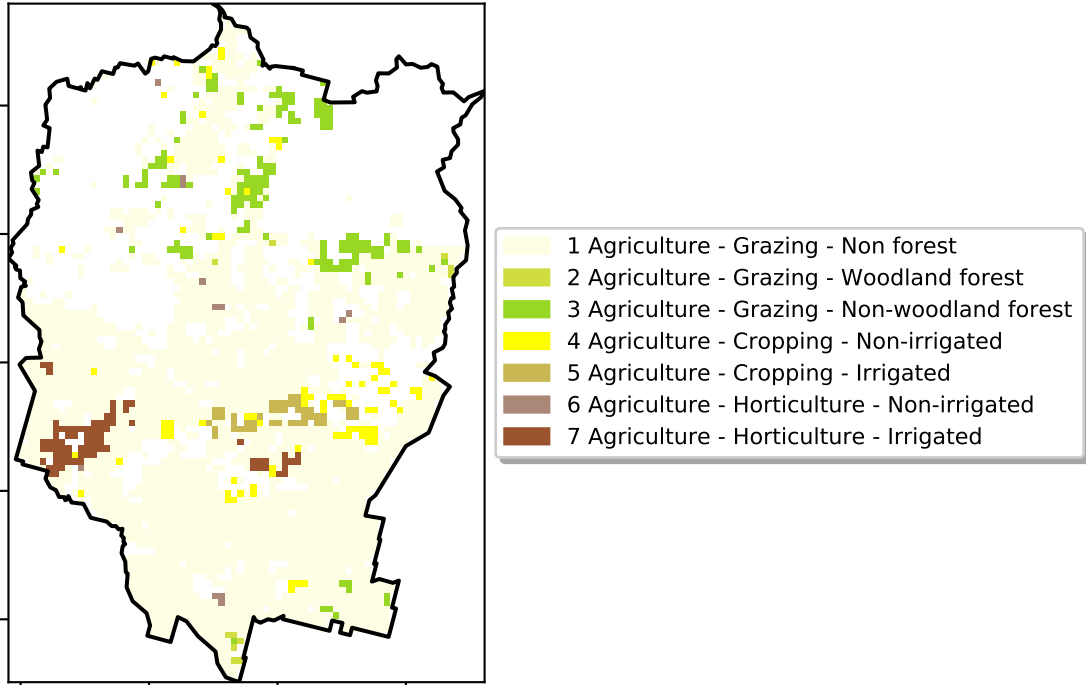 1 Agriculture - Grazing - Non forest
2 Agriculture - Grazing - Woodland forest
3 Agriculture - Grazing - Non-woodland forest
4 Agriculture - Cropping - Non-irrigated
5 Agriculture - Cropping - Irrigated
6 Agriculture - Horticulture - Non-irrigated
7 Agriculture - Horticulture - Irrigated